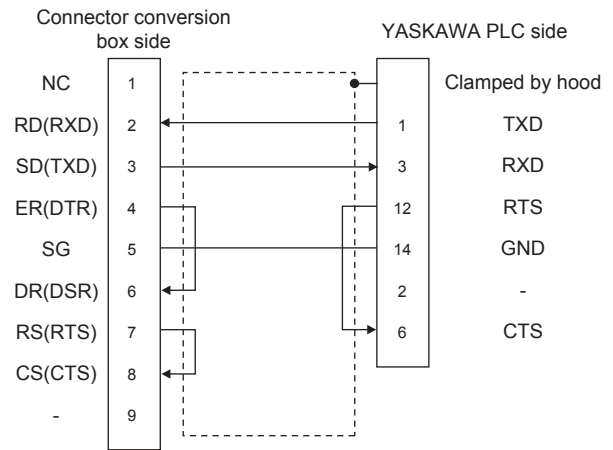 Connector conversion
box side
YASKAWA PLC side
NC 1 Clamped by hood
RD(RXD) 2 1 TXD
SD(TXD) 3 3 RXD
ER(DTR) 4 12 RTS
SG 5 14 GND
DR(DSR) 6 2 -
RS(RTS) 7 6 CTS
CS(CTS) 8
- 9